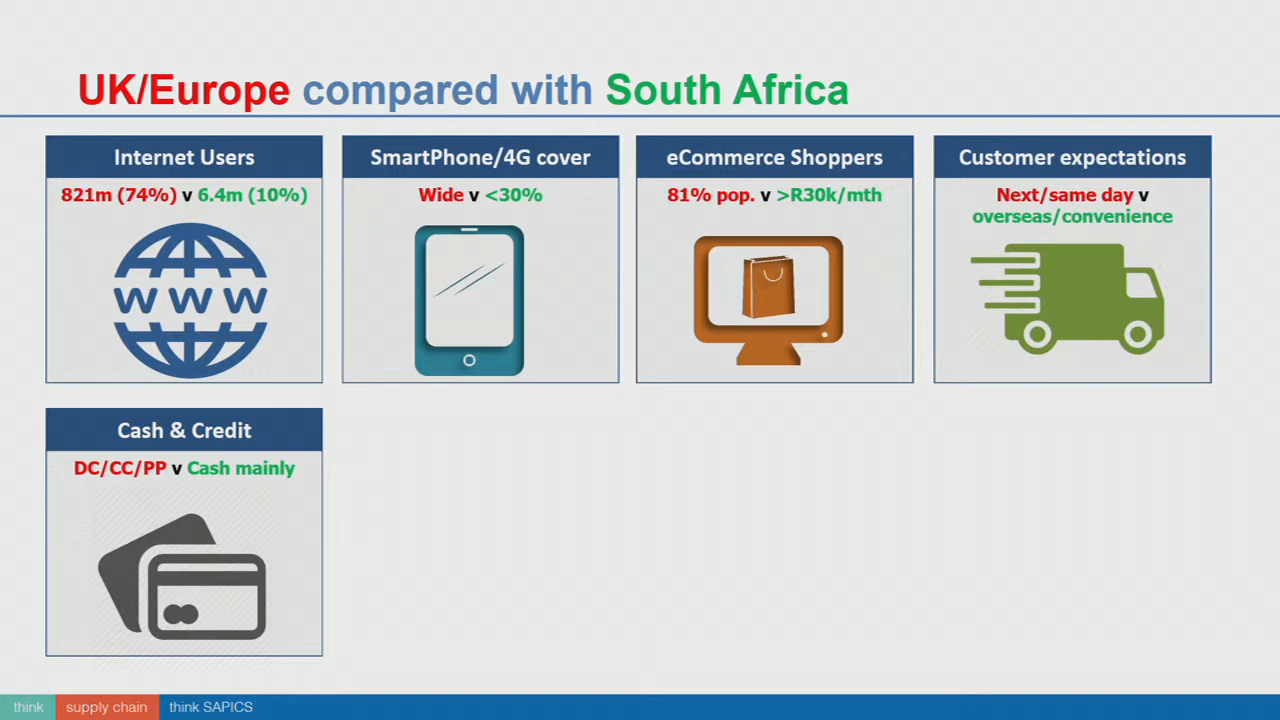 UK/Europe compared with South Africa
Internet Users
821m (74%) v 6.4m (10%)
www
SmartPhone/4G cover
Wide v <30%
eCommerce Shoppers
81% pop. v >R30k/mth
Customer expectations
Next/same day v
overseas/convenience
Cash & Credit
DC/CC/PP v Cash mainly
think supply chain think SAPICS